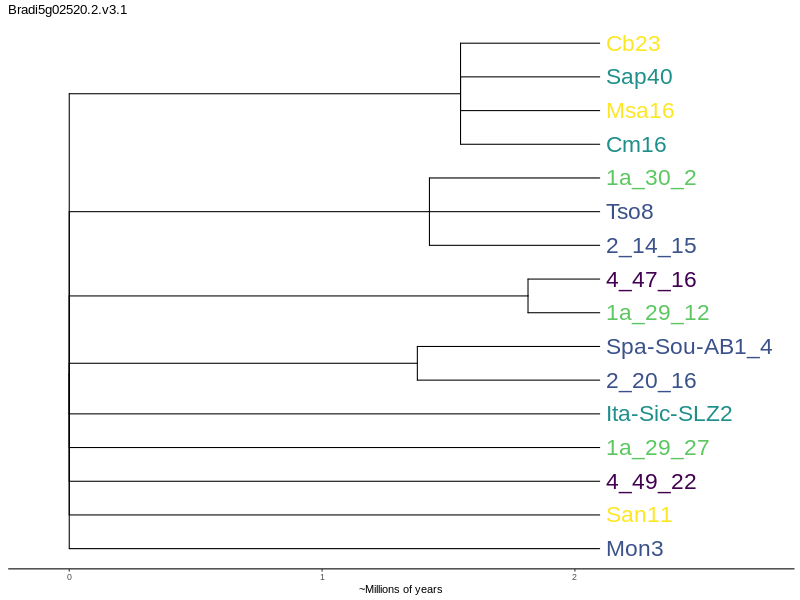 Bradi5g02520.2.v3.1
Cb23
Sap40
Msa16
Cm16
1a_30_2
Tso8
2_14_15
4_47_16
1a_29_12
Spa-Sou-AB1_4
2_20_16
Ita-Sic-SLZ2
1a_29_27
4_49_22
San11
Mon3
0 1 2
~Millions of years